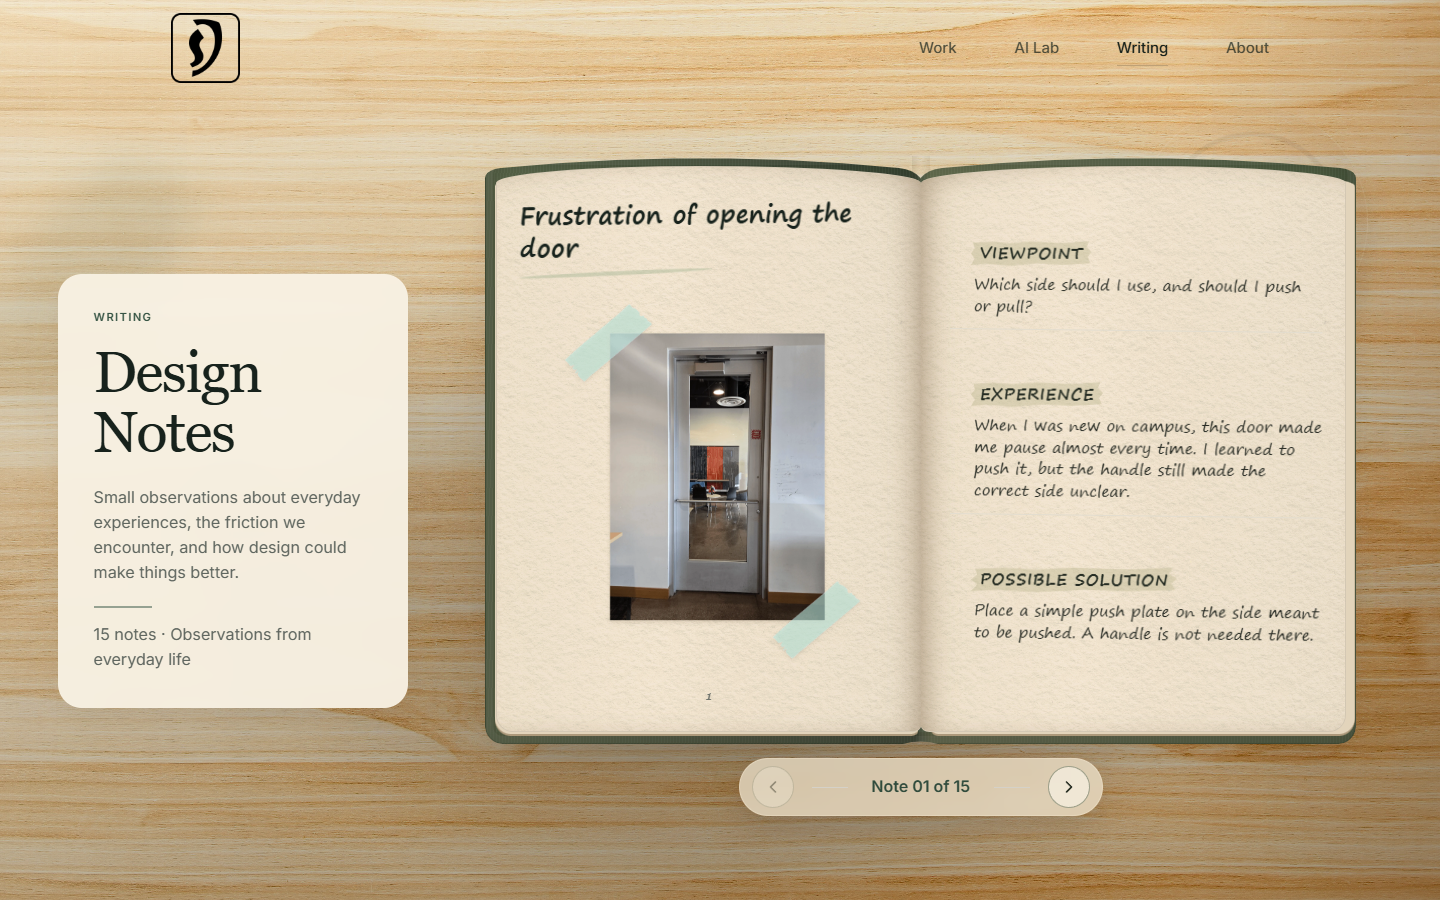 Work
AI Lab
Writing
About
WRITING
Design
Notes
Small observations about everyday
experiences, the friction we
encounter, and how design could
make things better.
15 notes · Observations from
everyday life
Frustration of opening the
door
1
VIEWPOINT
Which side should I use, and should I push
or pull?
EXPERIENCE
When I was new on campus, this door made
me pause almost every time. I learned to
push it, but the handle still made the
correct side unclear.
POSSIBLE SOLUTION
Place a simple push plate on the side meant
to be pushed. A handle is not needed there.
Note 01 of 15